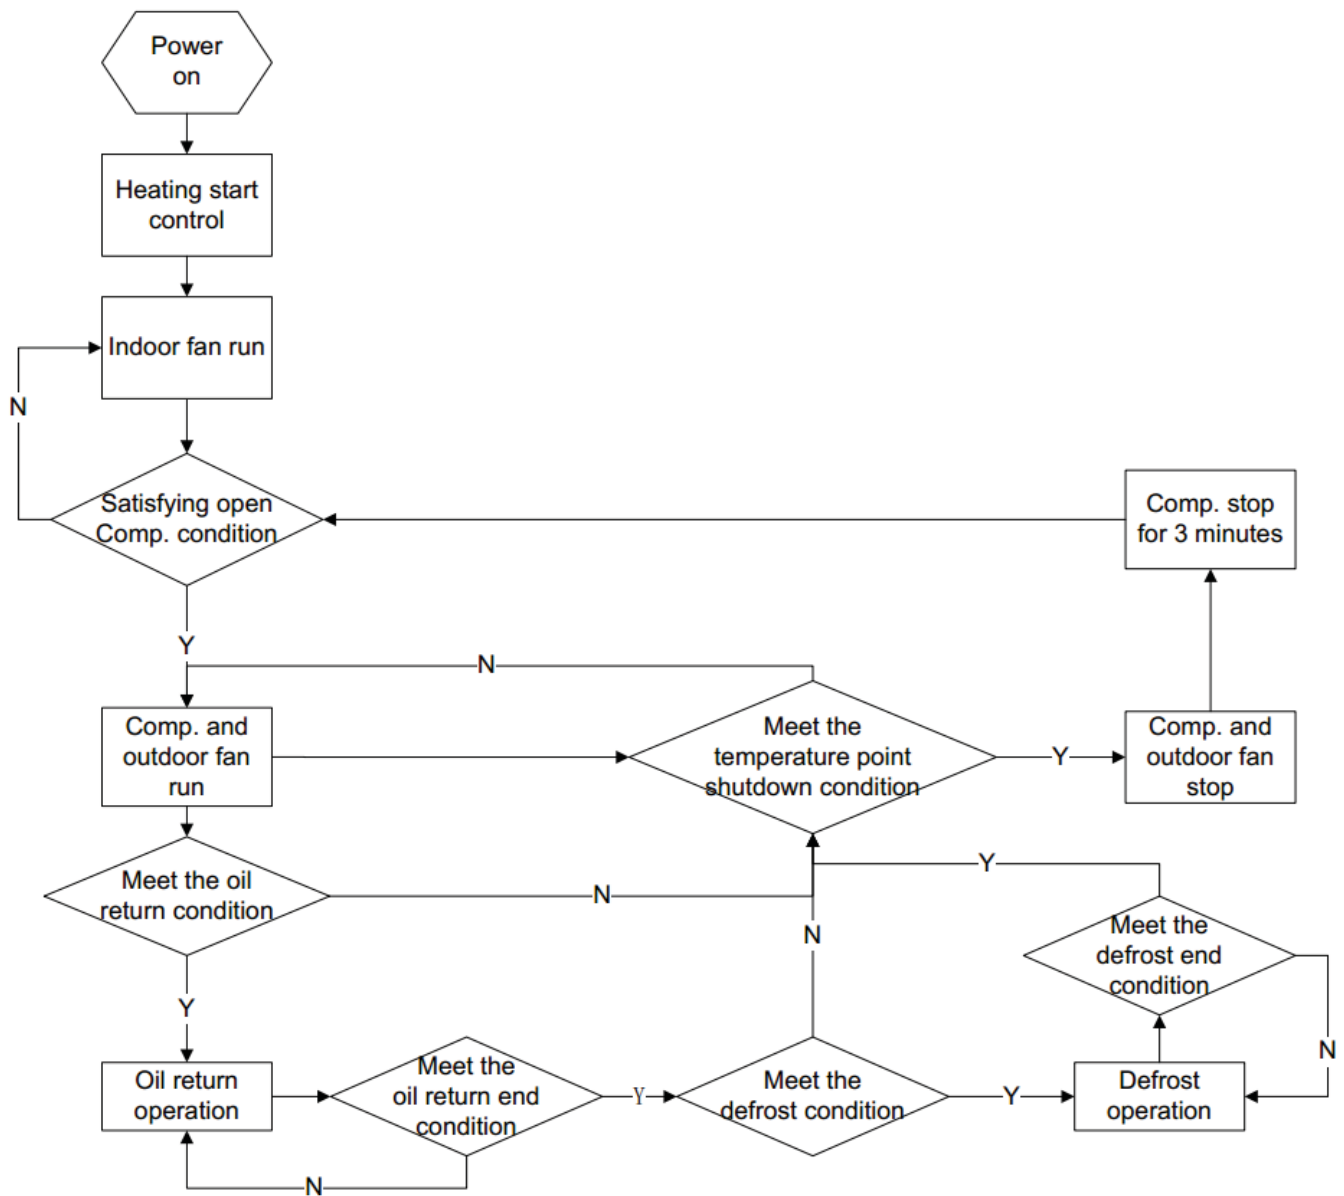 Power
on
Heating start
control
Indoor fan run
N
Satisfying open
Comp. condition
Comp. stop
for 3 minutes
Y
N
Comp. and
outdoor fan
run
Meet the
temperature point
shutdown condition
Y
Comp. and
outdoor fan
stop
Meet the oil
return condition
N
Y
N
Meet the
defrost end
condition
Y
N
Oil return
operation
Meet the
oil return end
condition
Y
Meet the
defrost condition
Y
Defrost
operation
N